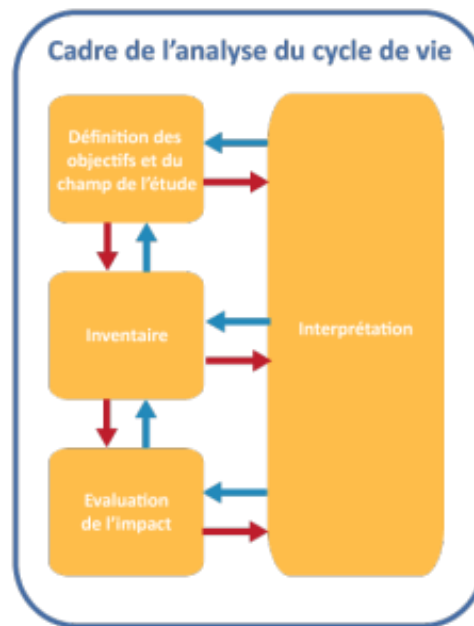 Cadre de l'analyse du cycle de vie
Définition des
objectifs et du
champ de l'étude
Inventaire
Interprétation
Evaluation
de l'impact